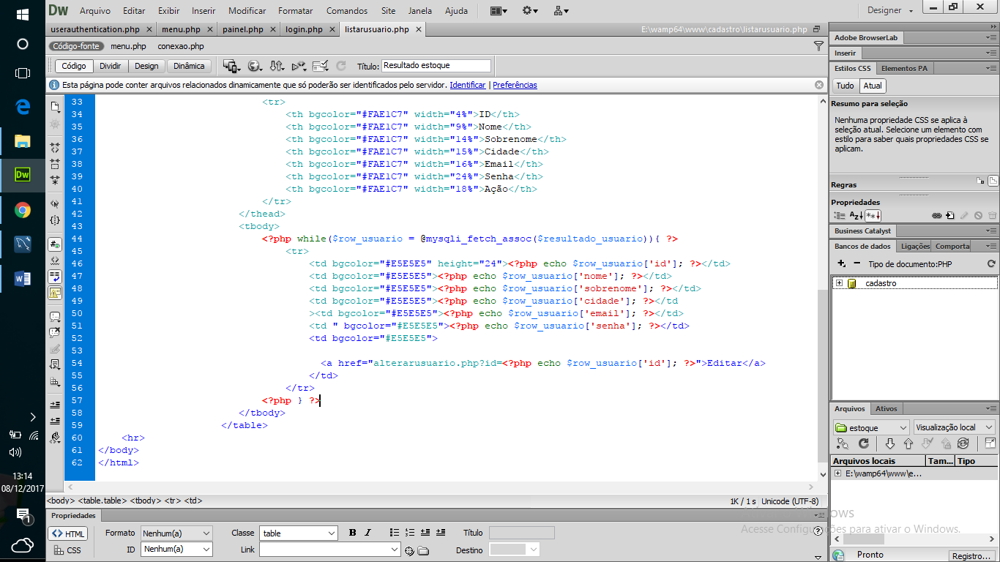 Dw Arquivo Editar Exibir Inserir Modificar Formatar Comandos Site Janela Ajuda Designer
userauthentication.php × menu.php × painel.php × login.php × listarusuario.php × E:\wamp64\www\cadastro\listarusuario.php
Código-fonte menu.php conexao.php
Código Dividir Design Dinâmica Título: Resultado estoque
Esta página pode conter arquivos relacionados dinamicamente que só poderão ser identificados pelo servidor. Identificar | Preferências
33 <tr>
34 <th bgcolor="#FAE1C7" width="4%">ID</th>
35 <th bgcolor="#FAE1C7" width="9%">Nome</th>
36 <th bgcolor="#FAE1C7" width="14%">Sobrenome</th>
37 <th bgcolor="#FAE1C7" width="15%">Cidade</th>
38 <th bgcolor="#FAE1C7" width="16%">Email</th>
39 <th bgcolor="#FAE1C7" width="24%">Senha</th>
40 <th bgcolor="#FAE1C7" width="18%">Ação</th>
41 </tr>
42 </thead>
43 <tbody>
44 <?php while($row_usuario = @mysqli_fetch_assoc($resultado_usuario)){ ?>
45 <tr>
46 <td bgcolor="#E5E5E5" height="24"><?php echo $row_usuario['id']; ?></td>
47 <td bgcolor="#E5E5E5"><?php echo $row_usuario['nome']; ?></td>
48 <td bgcolor="#E5E5E5"><?php echo $row_usuario['sobrenome']; ?></td>
49 <td bgcolor="#E5E5E5"><?php echo $row_usuario['cidade']; ?></td
50 ><td bgcolor="#E5E5E5"><?php echo $row_usuario['email']; ?></td>
51 <td " bgcolor="#E5E5E5"><?php echo $row_usuario['senha']; ?></td>
52 <td bgcolor="#E5E5E5">
53
54 <a href="alterarusuario.php?id=<?php echo $row_usuario['id']; ?>">Editar</a>
55 </td>
56 </tr>
57 <?php } ?>
58 </tbody>
59 </table>
60 <hr>
61 </body>
62 </html>
<body> <table.table> <tbody> <tr> <td> 1K / 1 s Unicode (UTF-8)
Propriedades
<> HTML Formato Nenhum(a) Classe table B I Título
CSS ID Nenhum(a) Link Destino
Adobe BrowserLab
Inserir
Estilos CSS Elementos PA
Tudo Atual
Resumo para seleção
Nenhuma propriedade CSS se aplica à
seleção atual. Selecione um elemento com
estilo para saber quais propriedades CSS se
aplicam.
Regras
Propriedades
Az↓ **↓
Business Catalyst
Bancos de dados Ligações Comporta
Tipo de documento:PHP
cadastro
Arquivos Ativos
estoque Visualização local
Arquivos locais Tam... Tipo
E:\wamp64\www\e...
Acesse Configurações para ativar o Windows.
Pronto Registro...
13:14
08/12/2017
1